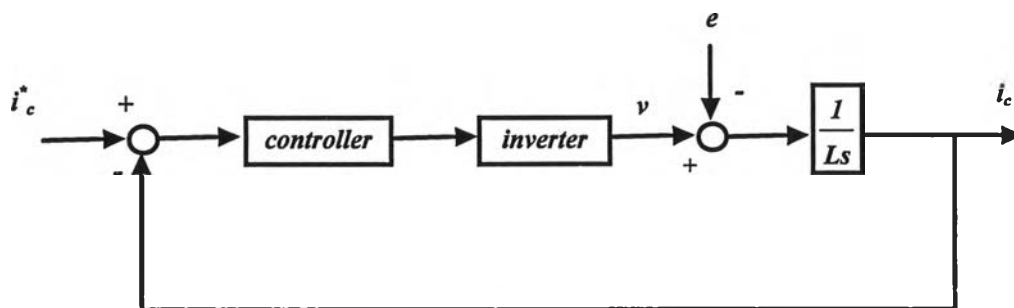 e
i*c + controller inverter v - 1/Ls ic
- +